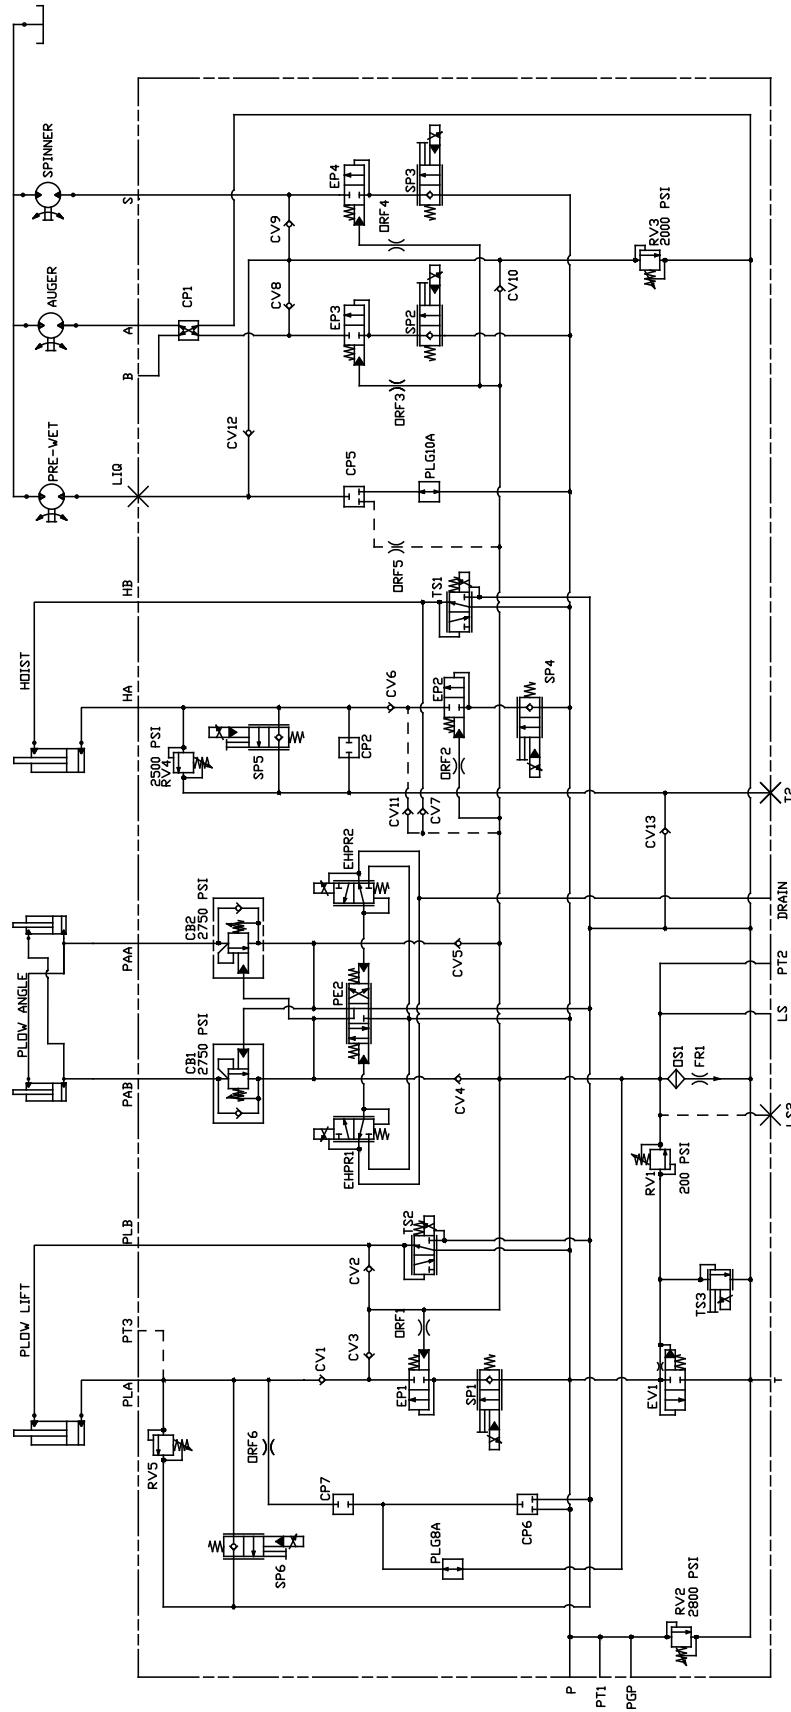 SPINNER
AUGER
PRE-WET
HOIST
PLOW ANGLE
PLOW LIFT
S
A
B
LIQ
HB
HA
PAA
PAB
PLB
PT3
PLA
CP1
CV9
CV8
CV12
EP4
SP3
ORF4
EP3
SP2
ORF3
CV10
RV3
2000 PSI
CP5
PLG10A
ORF5
TS1
CV6
EP2
SP4
ORF2
2500 PSI
RV4
SP5
CP2
CV11
CV7
CV13
T2
EHPR2
CB2
2750 PSI
PE2
CV5
DRAIN
PT2
LS
CB1
2750 PSI
CV4
DS1
FR1
LS2
EHPR1
RV1
200 PSI
TS2
CV2
CV3
ORF1
CV1
EP1
SP1
TS3
EV1
T
RV5
ORF6
CP7
CP6
PLG8A
SP6
RV2
2800 PSI
P
PT1
PGP